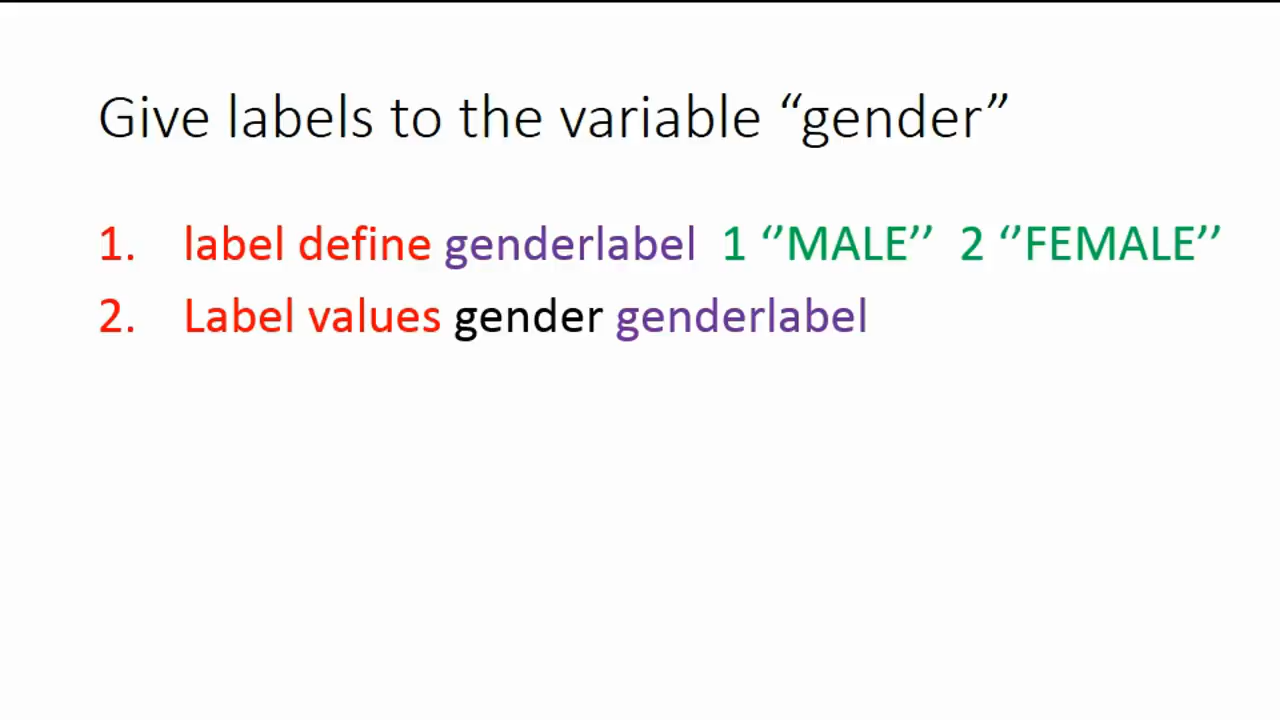 Give labels to the variable “gender”
1. label define genderlabel 1 ‘’MALE’’ 2 ‘’FEMALE’’
2. Label values gender genderlabel